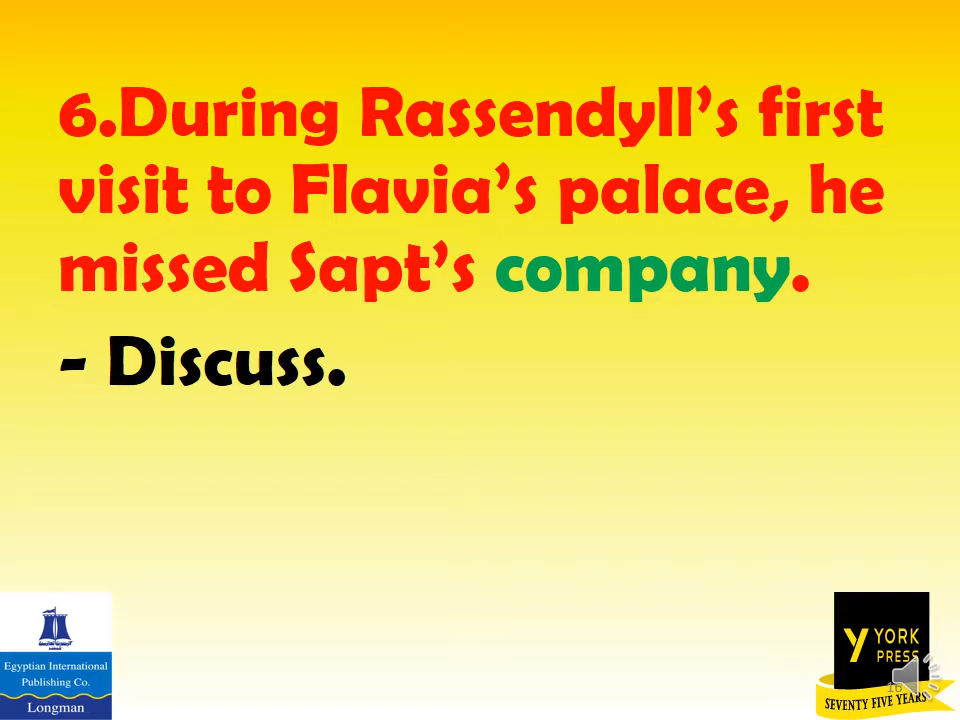 6.During Rassendyll's first
visit to Flavia's palace, he
missed Sapt's company.
- Discuss.
Egyptian International
Publishing Co.
Longman
y YORK
PRESS
16
SEVENTY FIVE YEARS